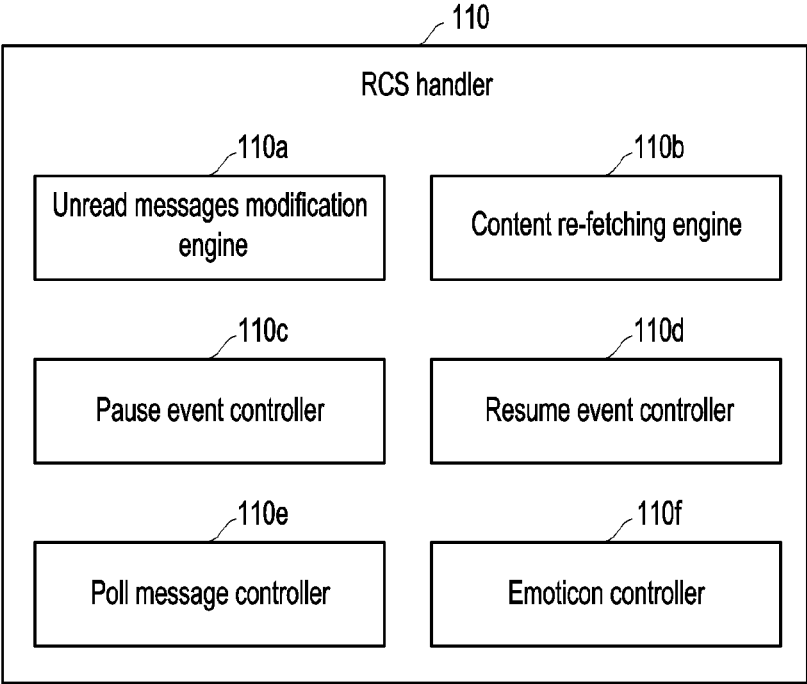 110
RCS handler
110a
110b
Unread messages modification
engine
Content re-fetching engine
110c
110d
Pause event controller
Resume event controller
110e
110f
Poll message controller
Emoticon controller